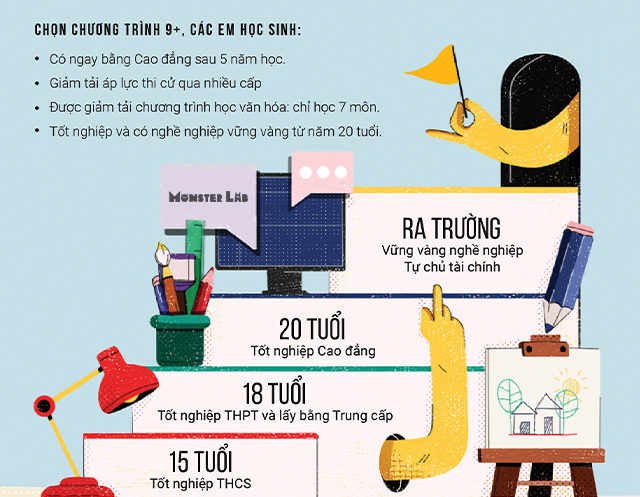 CHỌN CHƯƠNG TRÌNH 9+, CÁC EM HỌC SINH:
• Có ngay bằng Cao đẳng sau 5 năm học.
• Giảm tải áp lực thi cử qua nhiều cấp
• Được giảm tải chương trình học văn hóa: chỉ học 7 môn.
• Tốt nghiệp và có nghề nghiệp vững vàng từ năm 20 tuổi.
MONSTER LAB
RA TRƯỜNG
Vững vàng nghề nghiệp
Tự chủ tài chính
20 TUỔI
Tốt nghiệp Cao đẳng
18 TUỔI
Tốt nghiệp THPT và lấy bằng Trung cấp
15 TUỔI
Tốt nghiệp THCS